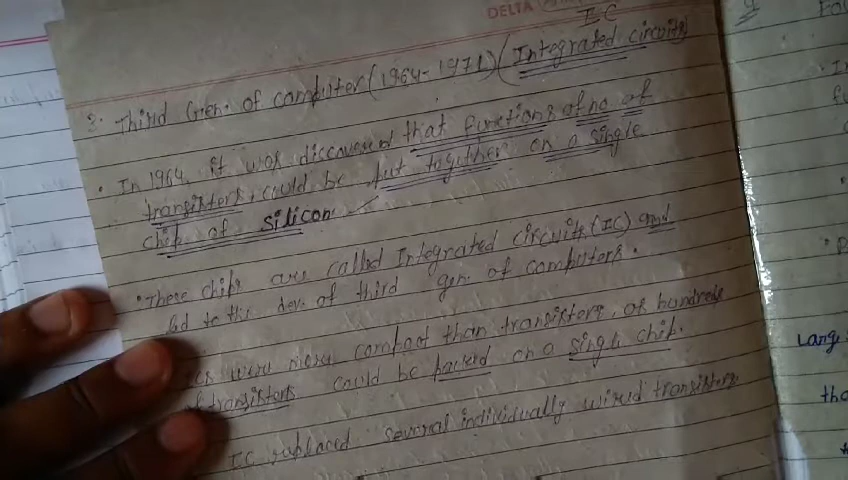 DELTA
IC
3. Third Gen. of computer (1964-1971) (Integrated circuits)
• In 1964, it was discovered that functions of no of
transistors, could be put together on a single
chip of silicon
• These chips are called Integrated circuits (IC) and
led to the dev. of third gen. of computers.
ICs were more compact than transistors, as hundreds
of transistors could be packed on a single chip.
IC replaced several individually wired transistors
Lang
tho